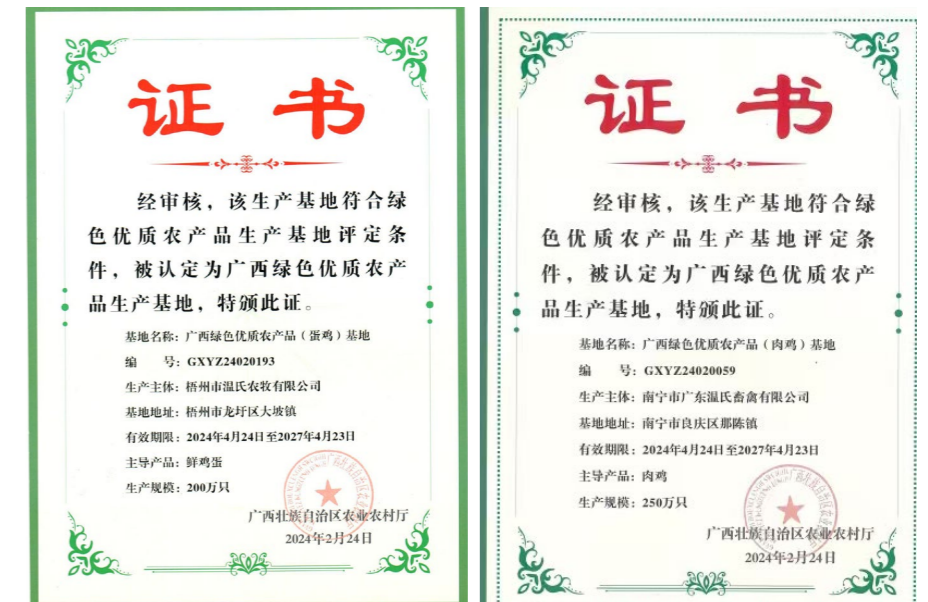 证 书
经审核，该生产基地符合绿
色优质农产品生产基地评定条
件，被认定为广西绿色优质农产
品生产基地，特颁此证。
基地名称：广西绿色优质农产品（蛋鸡）基地
编 号：GXYZ24020193
生产主体：梧州市温氏农牧有限公司
基地地址：梧州市龙圩区大坡镇
有效期限：2024年4月24日至2027年4月23日
主导产品：鲜鸡蛋
生产规模：200万只
广西壮族自治区农业农村厅
2024年2月24日
证 书
经审核，该生产基地符合绿
色优质农产品生产基地评定条
件，被认定为广西绿色优质农产
品生产基地，特颁此证。
基地名称：广西绿色优质农产品（肉鸡）基地
编 号：GXYZ24020059
生产主体：南宁市广东温氏畜禽有限公司
基地地址：南宁市良庆区那陈镇
有效期限：2024年4月24日至2027年4月23日
主导产品：肉鸡
生产规模：250万只
广西壮族自治区农业农村厅
2024年2月24日